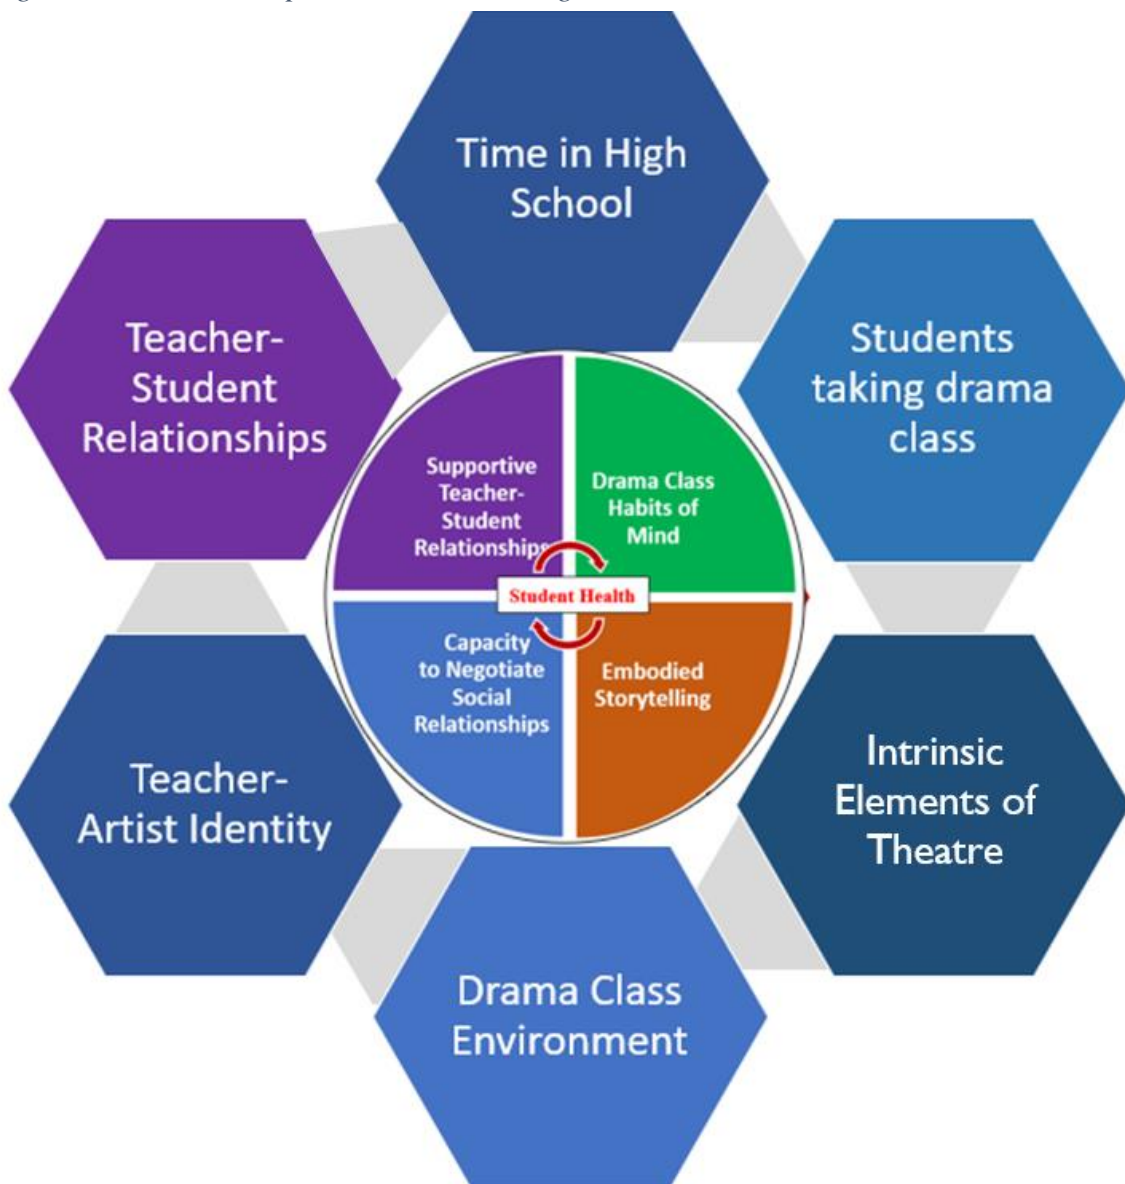 Time in High
School
Students
taking drama
class
Intrinsic
Elements of
Theatre
Drama Class
Environment
Teacher-
Artist Identity
Teacher-
Student
Relationships
Supportive
Teacher-
Student
Relationships
Drama Class
Habits of
Mind
Student Health
Capacity
to Negotiate
Social
Relationships
Embodied
Storytelling